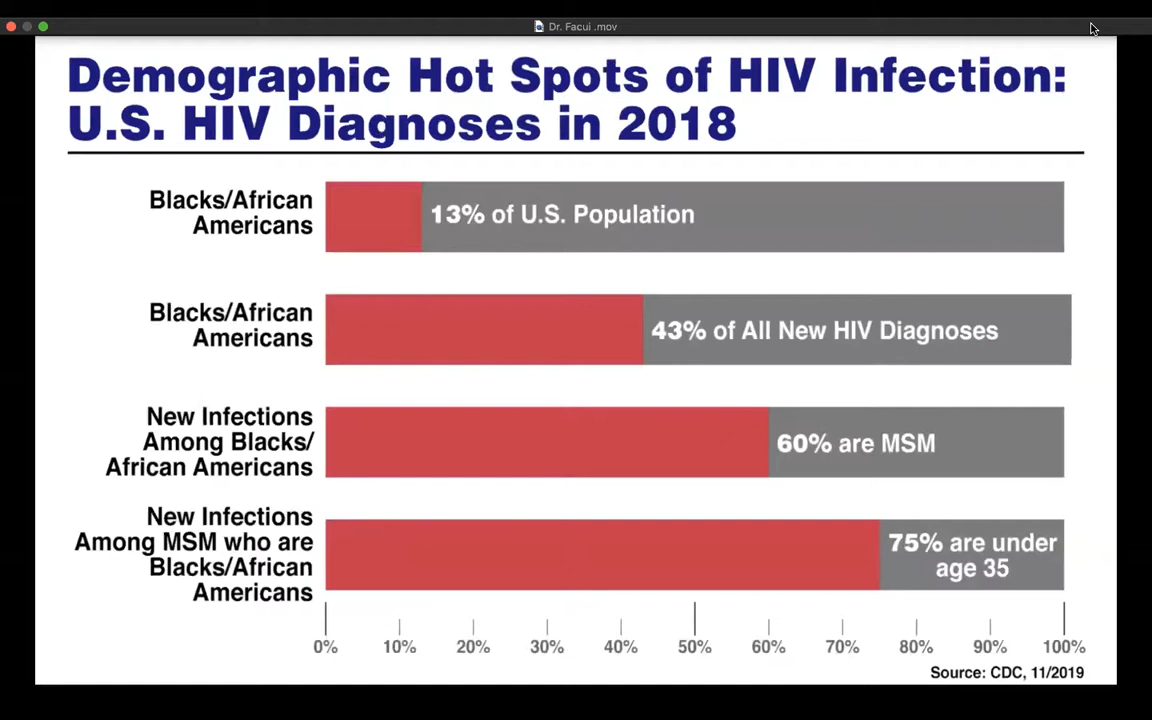 Dr. Facui .mov
Demographic Hot Spots of HIV Infection:
U.S. HIV Diagnoses in 2018
Blacks/African
Americans
13% of U.S. Population
Blacks/African
Americans
43% of All New HIV Diagnoses
New Infections
Among Blacks/
African Americans
60% are MSM
New Infections
Among MSM who are
Blacks/African
Americans
75% are under
age 35
0% 10% 20% 30% 40% 50% 60% 70% 80% 90% 100%
Source: CDC, 11/2019